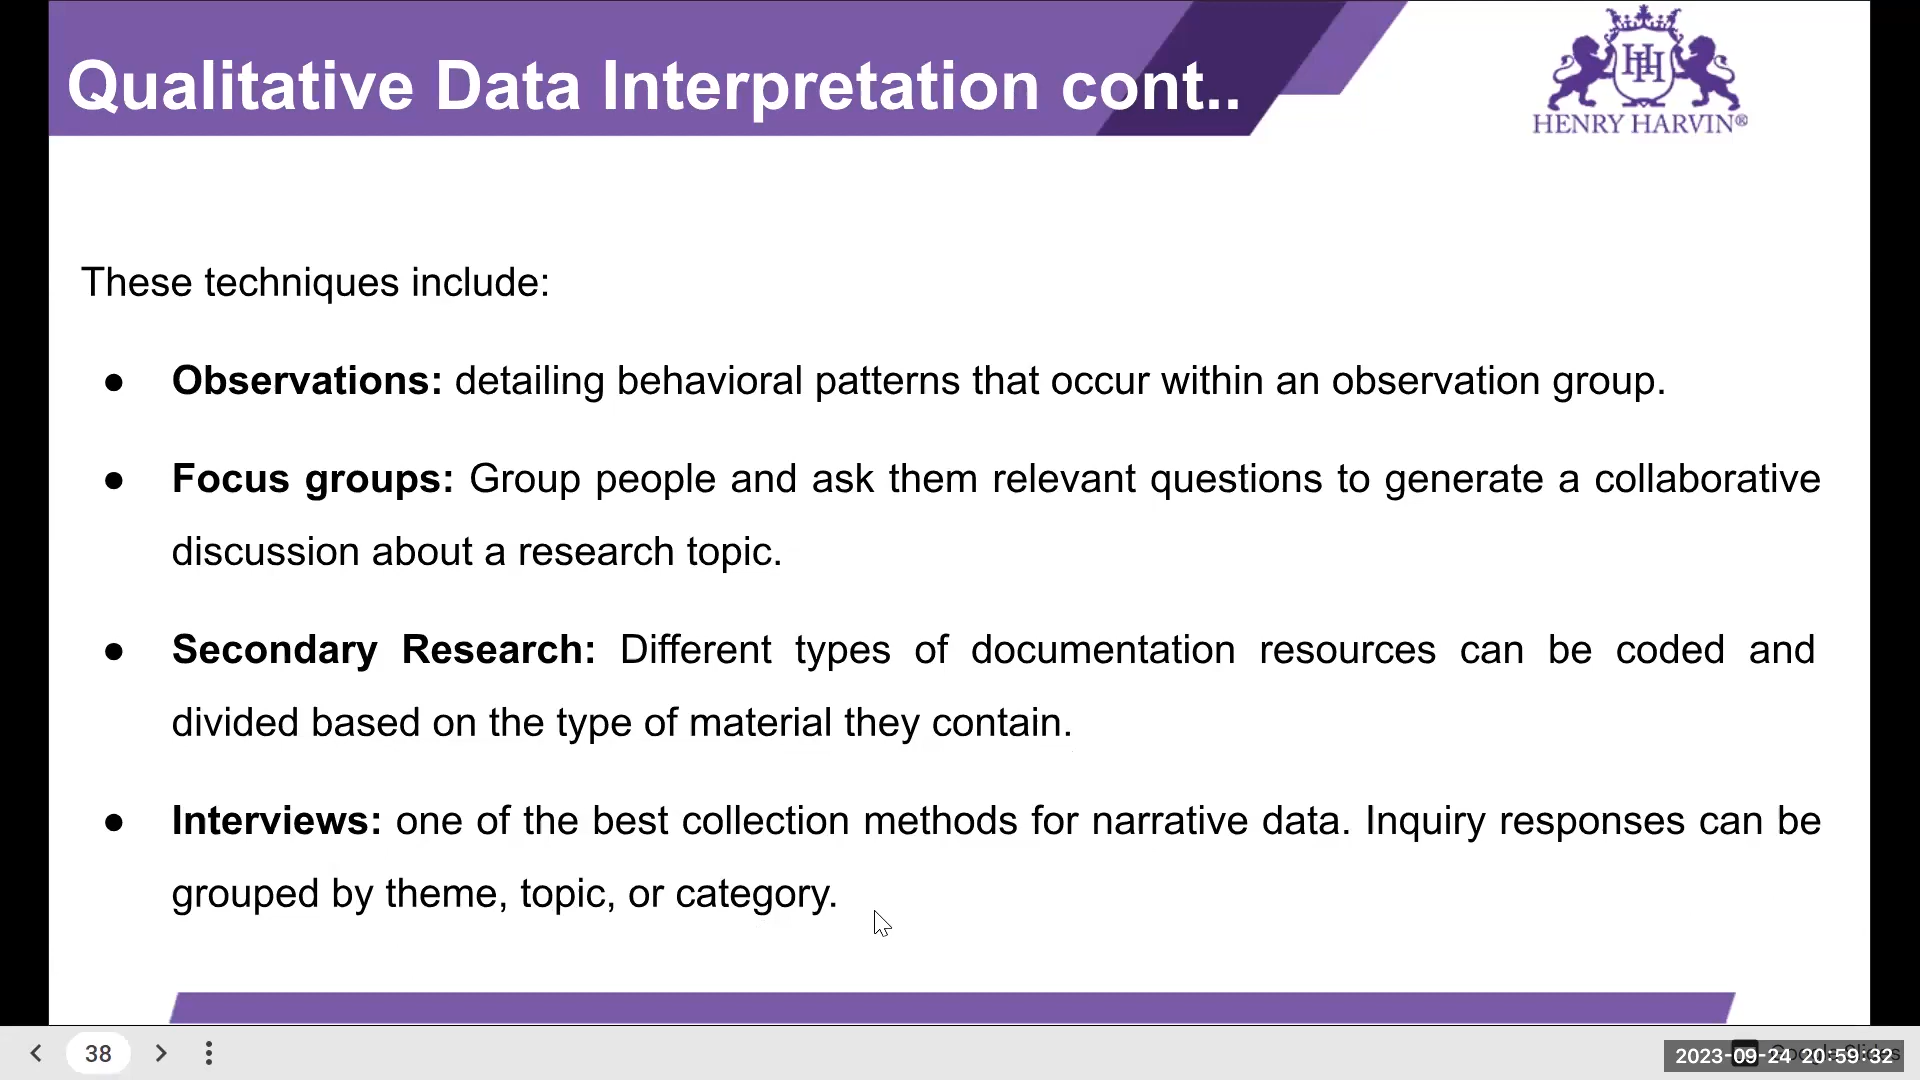 Qualitative Data Interpretation cont..
HENRY HARVIN®
These techniques include:
● Observations: detailing behavioral patterns that occur within an observation group.
● Focus groups: Group people and ask them relevant questions to generate a collaborative
discussion about a research topic.
● Secondary Research: Different types of documentation resources can be coded and
divided based on the type of material they contain.
● Interviews: one of the best collection methods for narrative data. Inquiry responses can be
grouped by theme, topic, or category.
38
2023-09-24 20:59:32